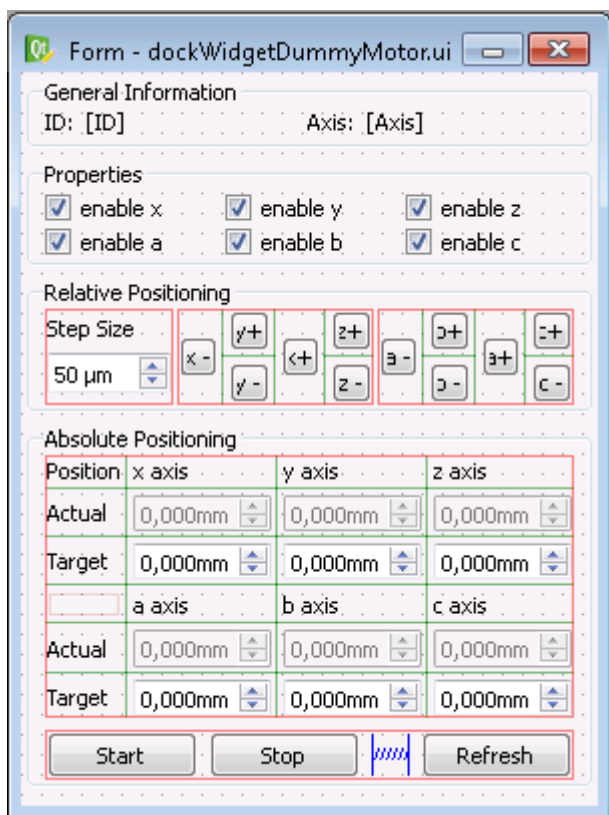 Form - dockWidgetDummyMotor.ui
General Information
ID: [ID] Axis: [Axis]
Properties
enable x enable y enable z
enable a enable b enable c
Relative Positioning
Step Size
y+ z+
x - a - a+
50 µm
y - z - c -
Absolute Positioning
Position x axis y axis z axis
Actual 0,000mm 0,000mm 0,000mm
Target 0,000mm 0,000mm 0,000mm
a axis b axis c axis
Actual 0,000mm 0,000mm 0,000mm
Target 0,000mm 0,000mm 0,000mm
Start Stop Refresh